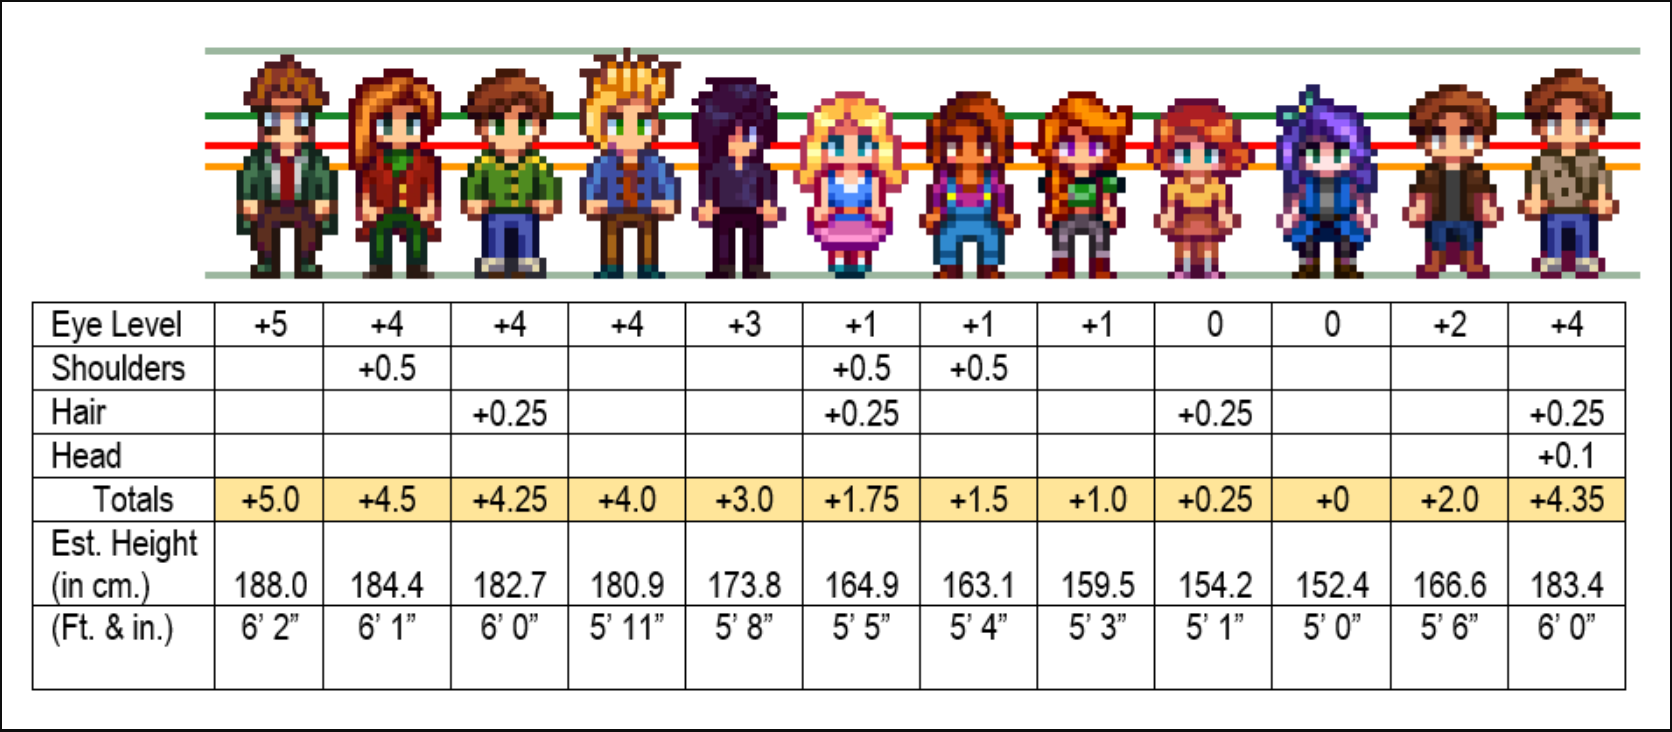 Eye Level +5 +4 +4 +4 +3 +1 +1 +1 0 0 +2 +4
Shoulders +0.5 +0.5 +0.5
Hair +0.25 +0.25 +0.25 +0.25
Head +0.1
Totals +5.0 +4.5 +4.25 +4.0 +3.0 +1.75 +1.5 +1.0 +0.25 +0 +2.0 +4.35
Est. Height
(in cm.) 188.0 184.4 182.7 180.9 173.8 164.9 163.1 159.5 154.2 152.4 166.6 183.4
(Ft. & in.) 6’ 2” 6’ 1” 6’ 0” 5’ 11” 5’ 8” 5’ 5” 5’ 4” 5’ 3” 5’ 1” 5’ 0” 5’ 6” 6’ 0”